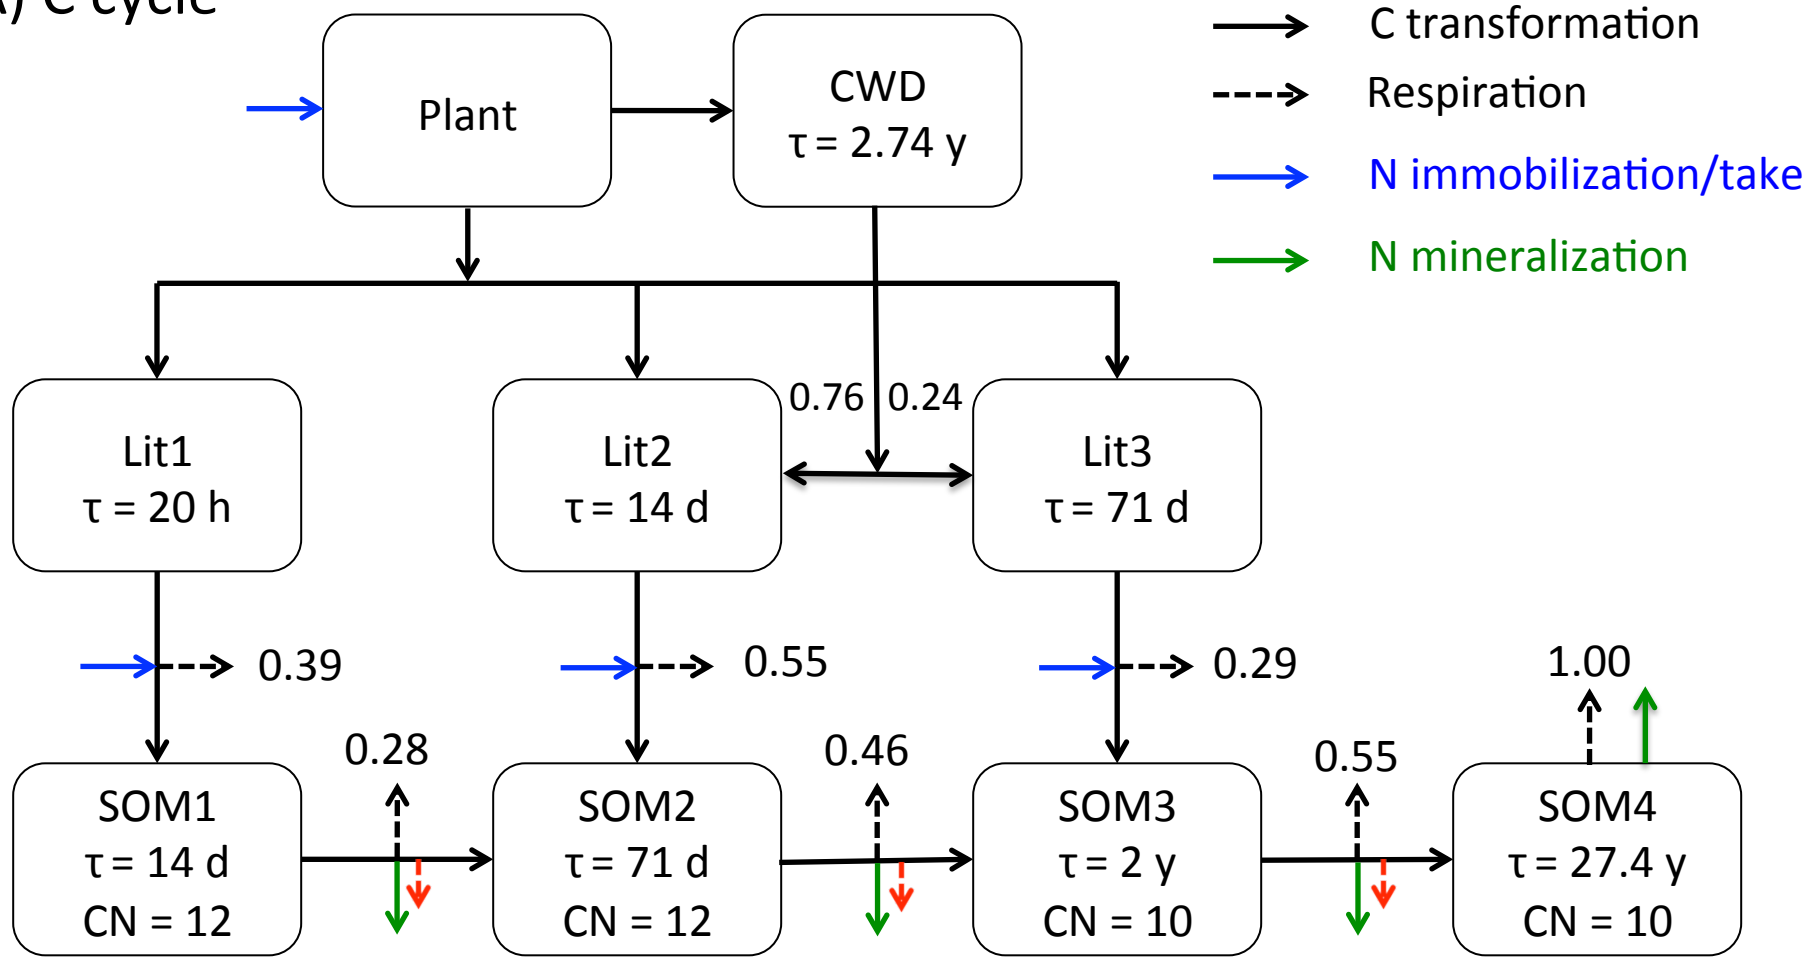 A) C cycle
C transformation
Respiration
N immobilization/take
N mineralization
Plant
CWD
τ = 2.74 y
0.76
0.24
Lit1
τ = 20 h
Lit2
τ = 14 d
Lit3
τ = 71 d
0.39
0.55
0.29
1.00
0.28
0.46
0.55
SOM1
τ = 14 d
CN = 12
SOM2
τ = 71 d
CN = 12
SOM3
τ = 2 y
CN = 10
SOM4
τ = 27.4 y
CN = 10